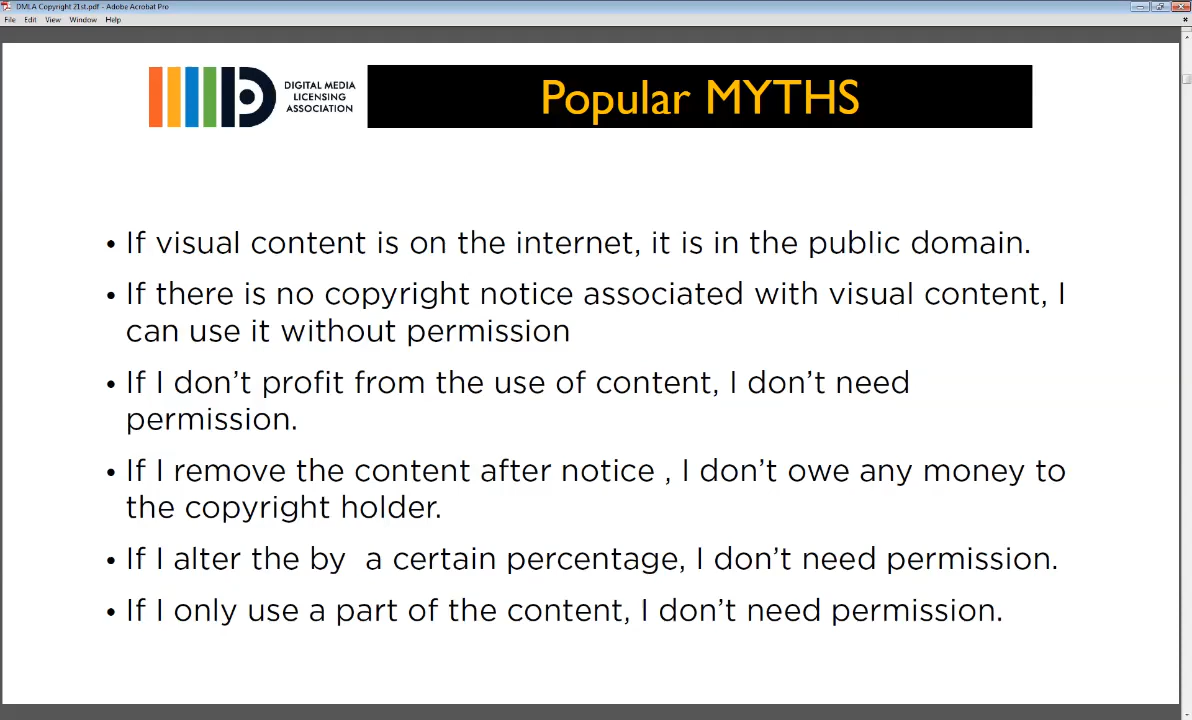 DMLA Copyright 21st.pdf - Adobe Acrobat Pro
File Edit View Window Help
DIGITAL MEDIA
LICENSING
ASSOCIATION
Popular MYTHS
• If visual content is on the internet, it is in the public domain.
• If there is no copyright notice associated with visual content, I
can use it without permission
• If I don’t profit from the use of content, I don’t need
permission.
• If I remove the content after notice , I don’t owe any money to
the copyright holder.
• If I alter the by  a certain percentage, I don’t need permission.
• If I only use a part of the content, I don’t need permission.